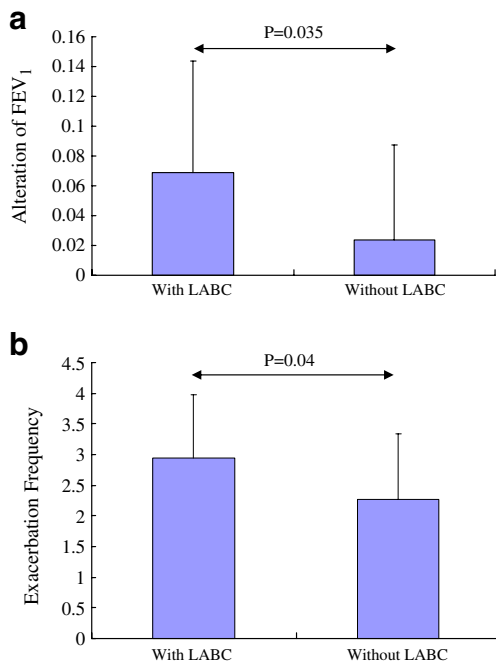 a
P=0.035
Alteration of FEV1
0.16
0.14
0.12
0.1
0.08
0.06
0.04
0.02
0
With LABC Without LABC
b
P=0.04
Exacerbation Frequency
4.5
4
3.5
3
2.5
2
1.5
1
0.5
0
With LABC Without LABC